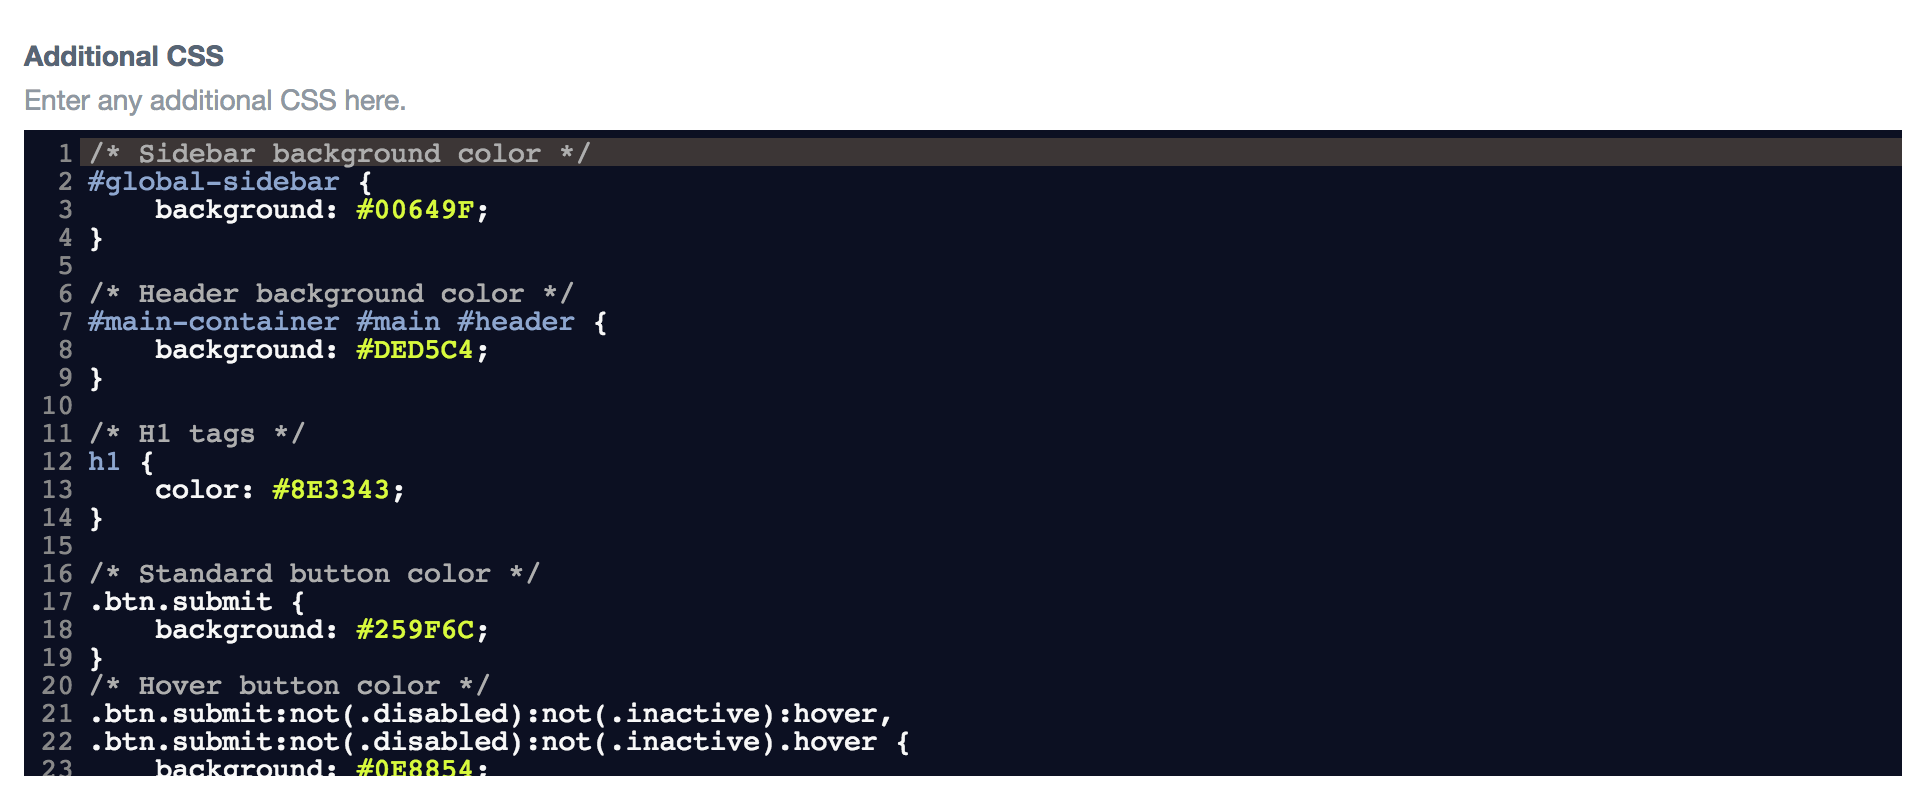 Additional CSS
Enter any additional CSS here.
1 /* Sidebar background color */
2 #global-sidebar {
3     background: #00649F;
4 }
5
6 /* Header background color */
7 #main-container #main #header {
8     background: #DED5C4;
9 }
10
11 /* H1 tags */
12 h1 {
13     color: #8E3343;
14 }
15
16 /* Standard button color */
17 .btn.submit {
18     background: #259F6C;
19 }
20 /* Hover button color */
21 .btn.submit:not(.disabled):not(.inactive):hover,
22 .btn.submit:not(.disabled):not(.inactive).hover {
23     background: #0E8854;